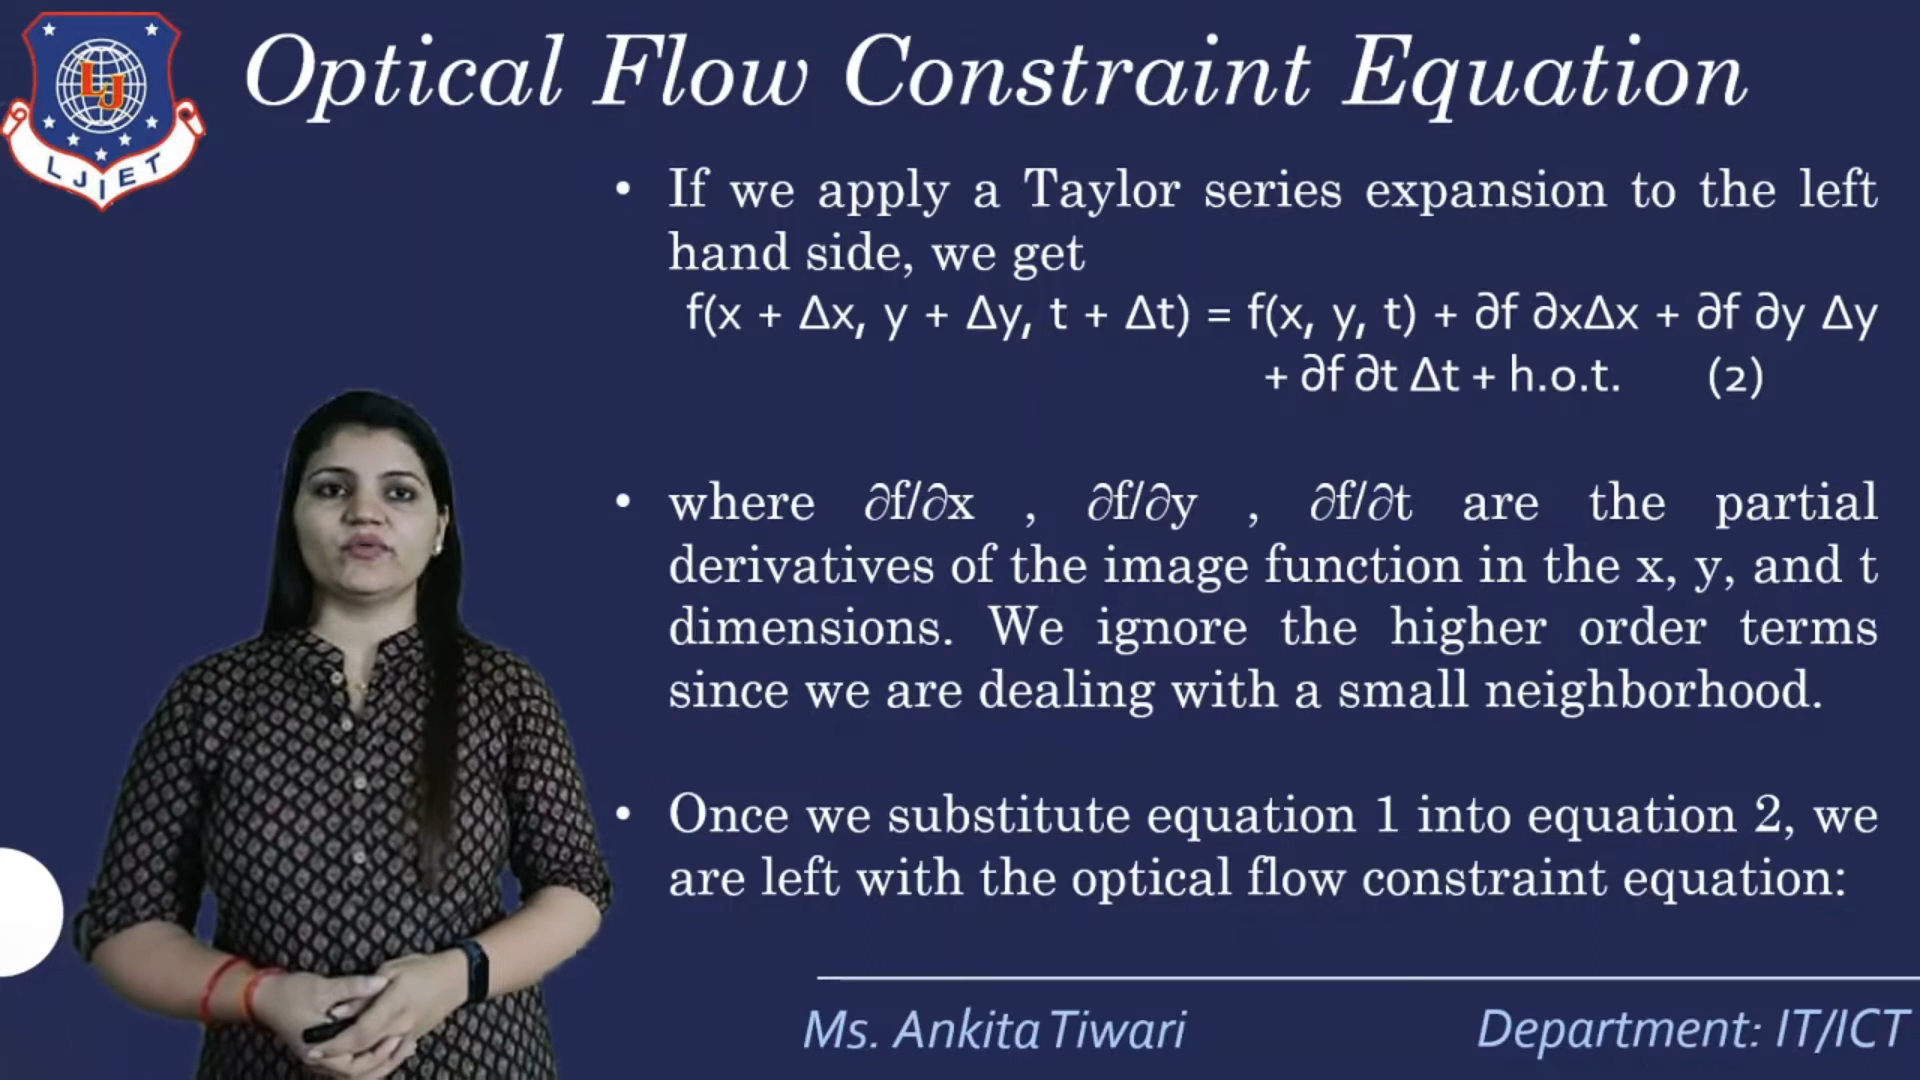 LJ
LJIET
Optical Flow Constraint Equation
• If we apply a Taylor series expansion to the left
hand side, we get
f(x + Δx, y + Δy, t + Δt) = f(x, y, t) + ∂f ∂xΔx + ∂f ∂y Δy
+ ∂f ∂t Δt + h.o.t. (2)
• where ∂f/∂x , ∂f/∂y , ∂f/∂t are the partial
derivatives of the image function in the x, y, and t
dimensions. We ignore the higher order terms
since we are dealing with a small neighborhood.
• Once we substitute equation 1 into equation 2, we
are left with the optical flow constraint equation:
Ms. Ankita Tiwari
Department: IT/ICT